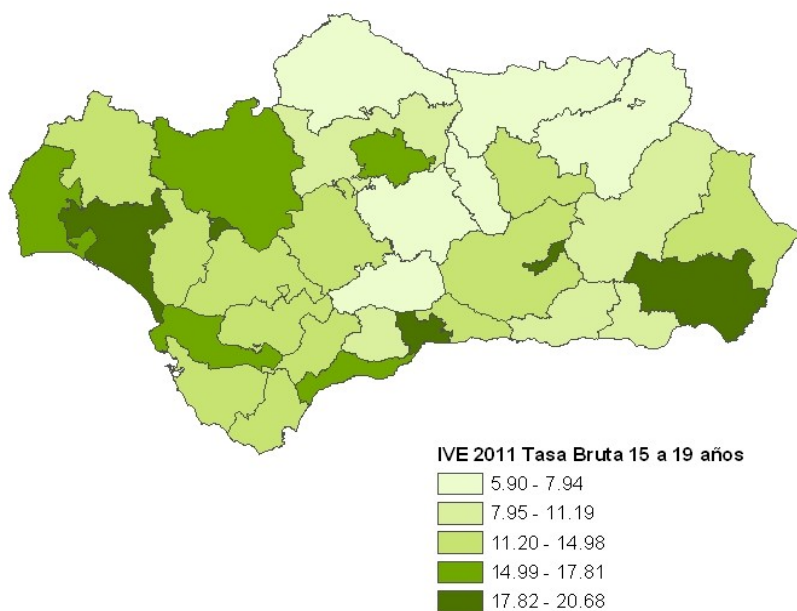 IVE 2011 Tasa Bruta 15 a 19 años
5.90 - 7.94
7.95 - 11.19
11.20 - 14.98
14.99 - 17.81
17.82 - 20.68